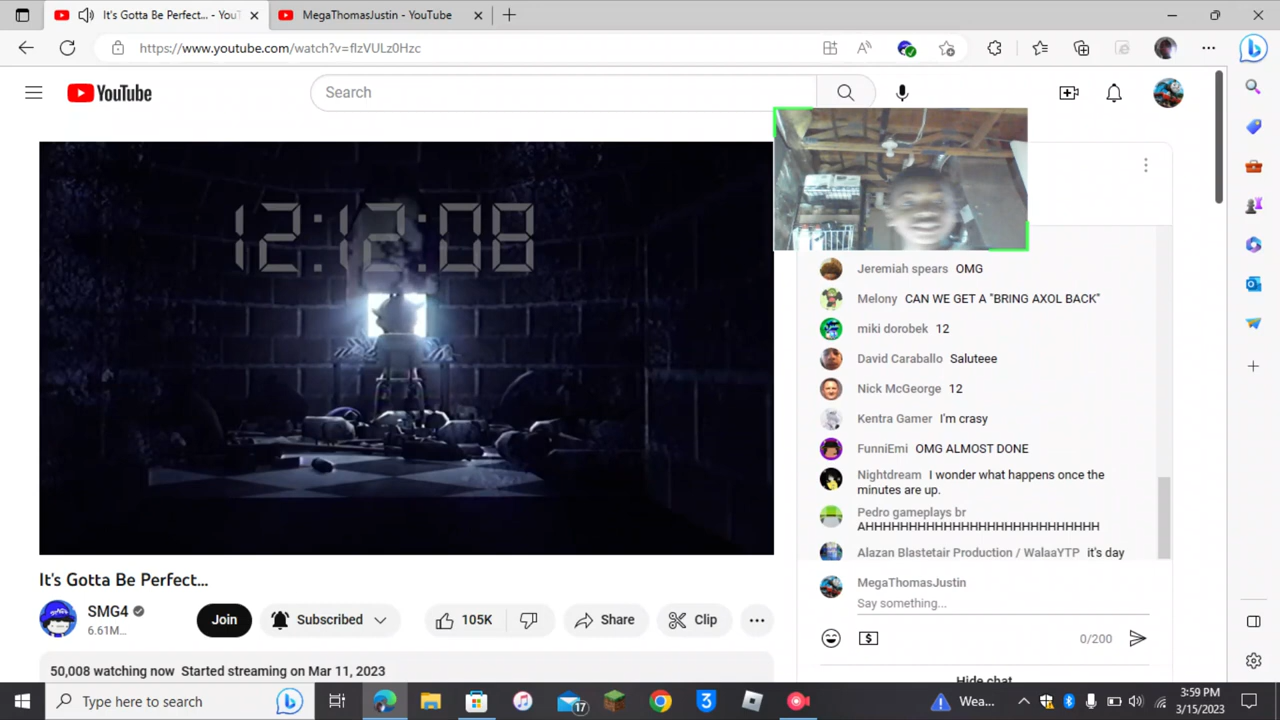 It's Gotta Be Perfect... - YouT
MegaThomasJustin - YouTube
https://www.youtube.com/watch?v=flzVULz0Hzc
YouTube
Search
12:12:08
Jeremiah spears OMG
Melony CAN WE GET A "BRING AXOL BACK"
miki dorobek 12
David Caraballo Saluteee
Nick McGeorge 12
Kentra Gamer I'm crasy
FunniEmi OMG ALMOST DONE
Nightdream I wonder what happens once the
minutes are up.
Pedro gameplays br
AHHHHHHHHHHHHHHHHHHHHHHHHHH
Alazan Blastetair Production / WalaaYTP it's day
MegaThomasJustin
Say something...
0/200
Hide chat
It's Gotta Be Perfect...
SMG4
6.61M...
Join
Subscribed
105K
Share
Clip
50,008 watching now Started streaming on Mar 11, 2023
Type here to search
17
3
Wea...
3:59 PM
3/15/2023